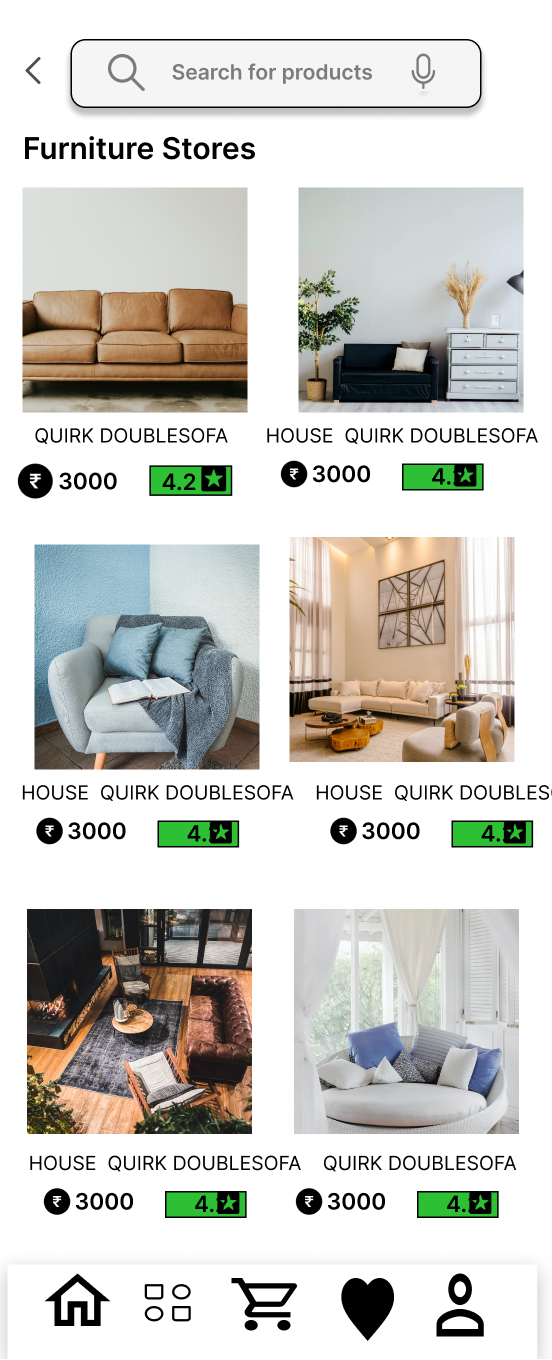 Search for products
Furniture Stores
QUIRK DOUBLESOFA
HOUSE QUIRK DOUBLESOFA
₹ 3000 4.2
₹ 3000 4.
HOUSE QUIRK DOUBLESOFA
HOUSE QUIRK DOUBLES
₹ 3000 4.
₹ 3000 4.
HOUSE QUIRK DOUBLESOFA
QUIRK DOUBLESOFA
₹ 3000 4.
₹ 3000 4.